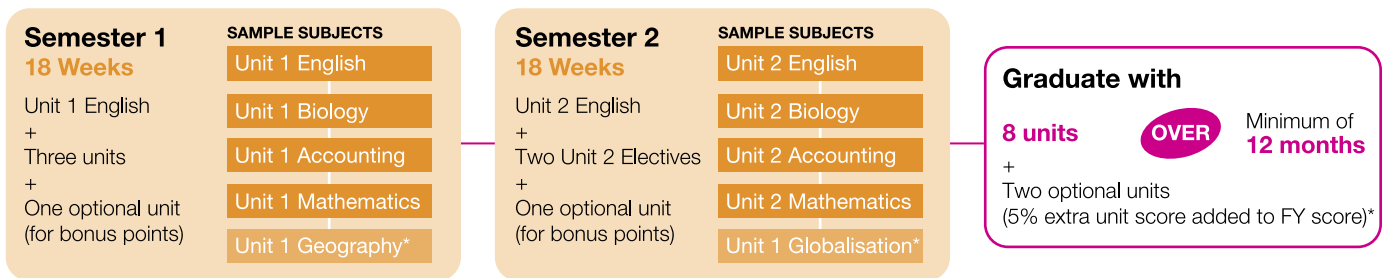 Semester 1
18 Weeks
Unit 1 English
+
Three units
+
One optional unit
(for bonus points)
SAMPLE SUBJECTS
Unit 1 English
Unit 1 Biology
Unit 1 Accounting
Unit 1 Mathematics
Unit 1 Geography*
Semester 2
18 Weeks
Unit 2 English
+
Two Unit 2 Electives
+
One optional unit
(for bonus points)
SAMPLE SUBJECTS
Unit 2 English
Unit 2 Biology
Unit 2 Accounting
Unit 2 Mathematics
Unit 1 Globalisation*
Graduate with
8 units
OVER
Minimum of
12 months
+
Two optional units
(5% extra unit score added to FY score)*